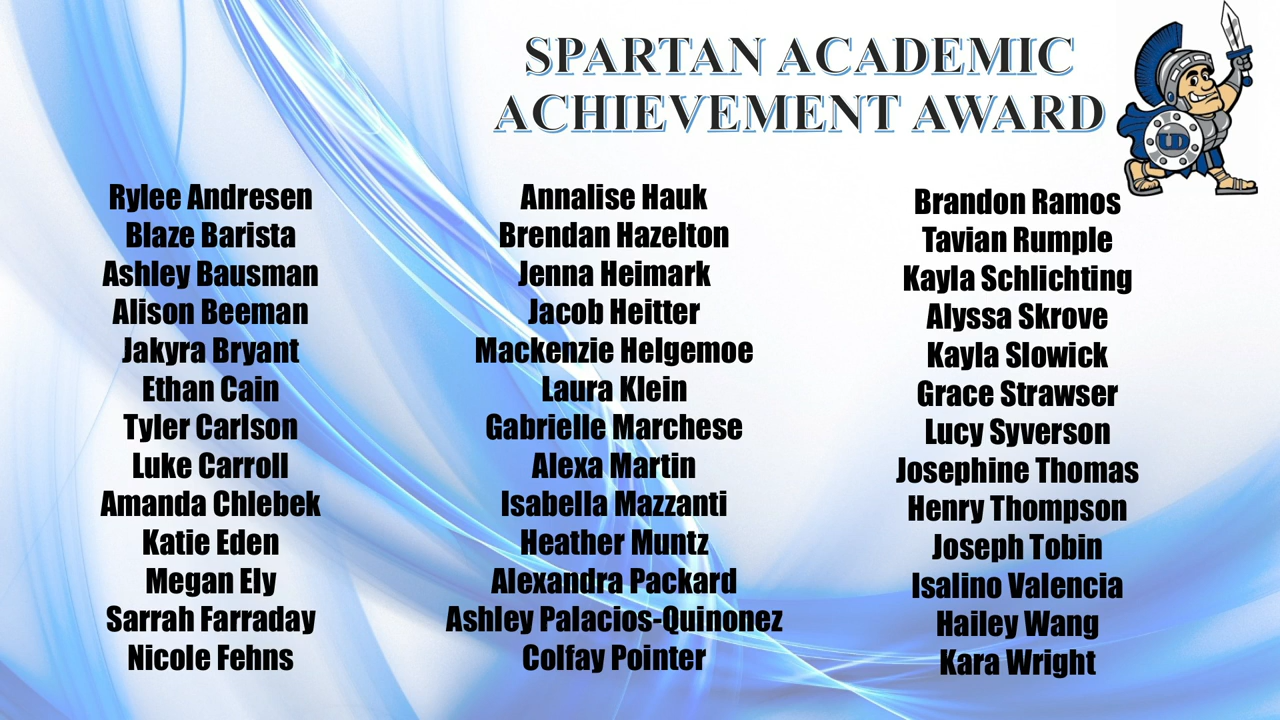 SPARTAN ACADEMIC
ACHIEVEMENT AWARD
UD
Rylee Andresen
Blaze Barista
Ashley Bausman
Alison Beeman
Jakyra Bryant
Ethan Cain
Tyler Carlson
Luke Carroll
Amanda Chlebek
Katie Eden
Megan Ely
Sarrah Farraday
Nicole Fehns
Annalise Hauk
Brendan Hazelton
Jenna Heimark
Jacob Heitter
Mackenzie Helgemoe
Laura Klein
Gabrielle Marchese
Alexa Martin
Isabella Mazzanti
Heather Muntz
Alexandra Packard
Ashley Palacios-Quinonez
Colfay Pointer
Brandon Ramos
Tavian Rumple
Kayla Schlichting
Alyssa Skrove
Kayla Slowick
Grace Strawser
Lucy Syverson
Josephine Thomas
Henry Thompson
Joseph Tobin
Isalino Valencia
Hailey Wang
Kara Wright